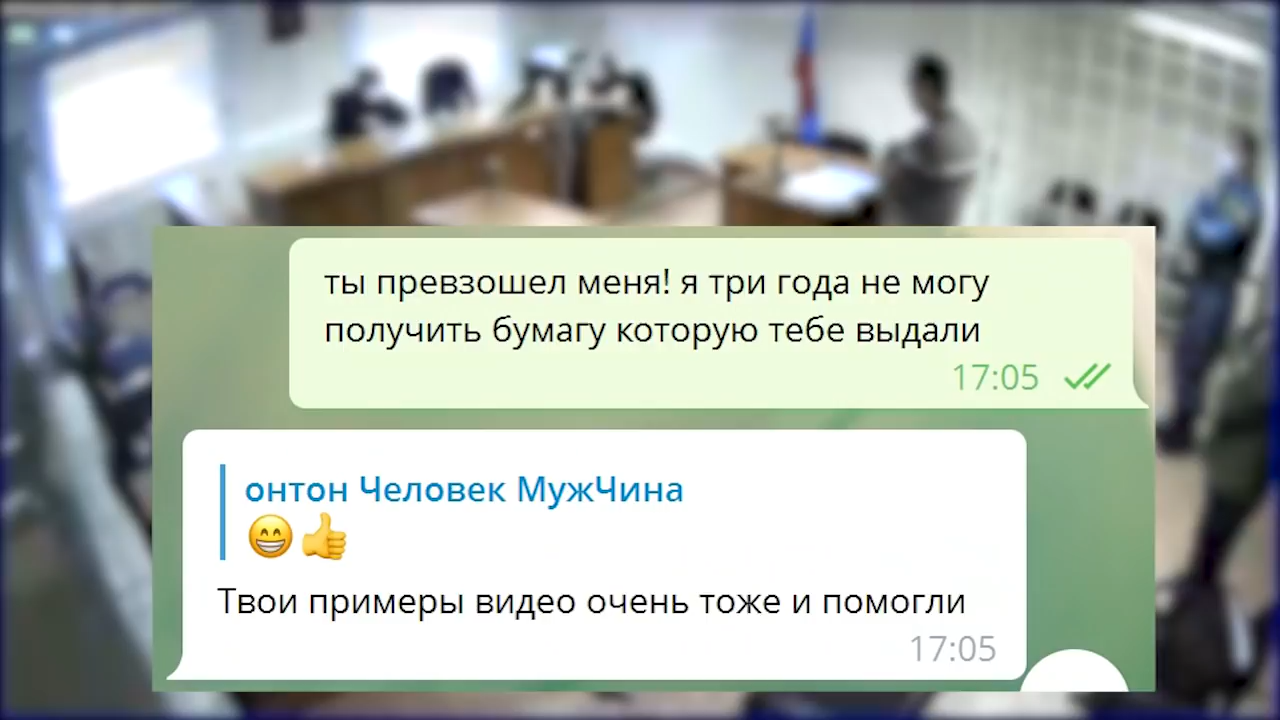 ты превзошел меня! я три года не могу
получить бумагу которую тебе выдали
17:05
онтон Человек МужЧина
😁👍
Твои примеры видео очень тоже и помогли
17:05